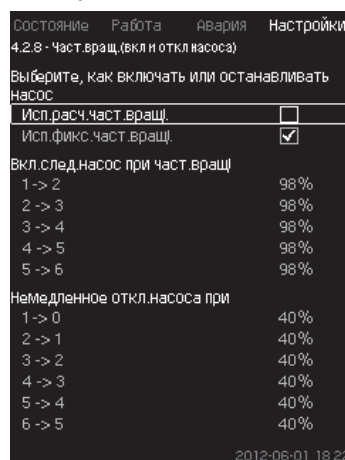 Состояние Работа Авария Настройки
4.2.8 - Част.вращ.(вкл и откл насоса)
Выберите, как включать или останавливать
насос
Исп.расч.част.вращ.
Исп.фикс.част.вращ.
Вкл.след.насос при част.вращ
1 -> 2 98%
2 -> 3 98%
3 -> 4 98%
4 -> 5 98%
5 -> 6 98%
Немедленное откл.насоса при
1 -> 0 40%
2 -> 1 40%
3 -> 2 40%
4 -> 3 40%
5 -> 4 40%
6 -> 5 40%
2012-06-01 18:22